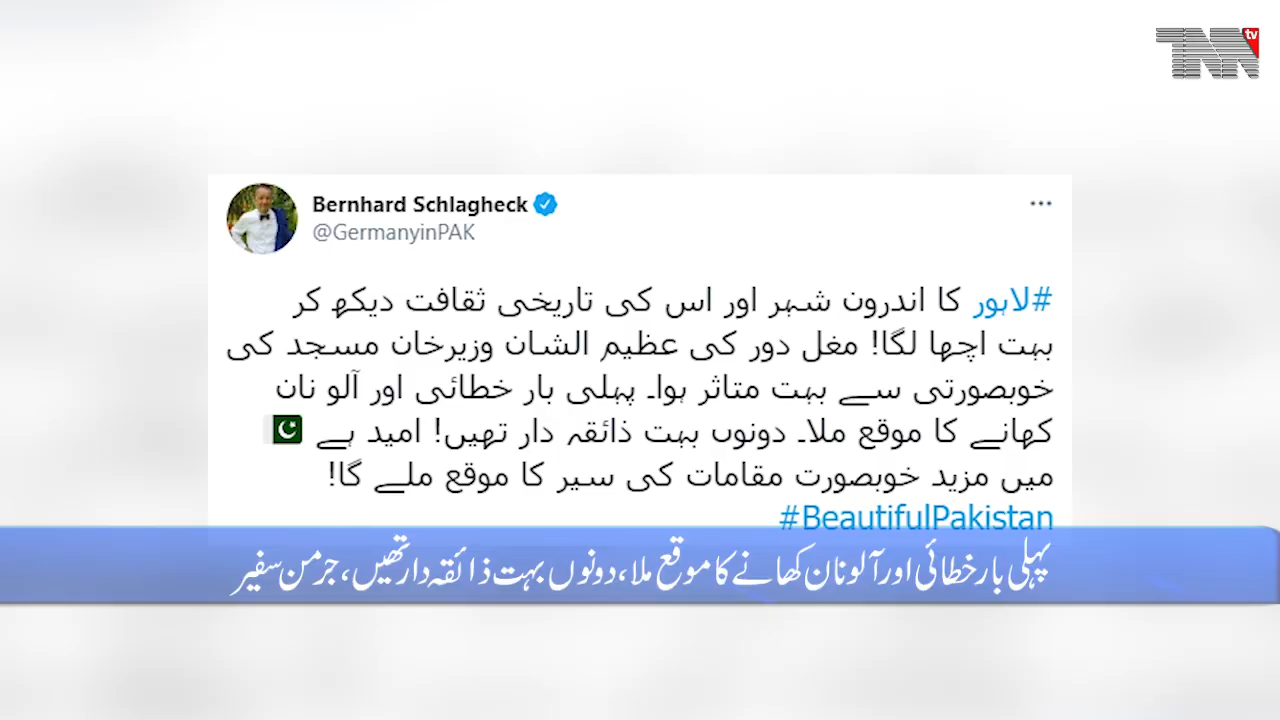 TNN tv
Bernhard Schlagheck
@GermanyinPAK
#لاہور کا اندرون شہر اور اس کی تاریخی ثقافت دیکھ کر
بہت اچھا لگا! مغل دور کی عظیم الشان وزیرخان مسجد کی
خوبصورتی سے بہت متاثر ہوا۔ پہلی بار خطائی اور آلو نان
کھانے کا موقع ملا۔ دونوں بہت ذائقہ دار تھیں! امید ہے 🇵🇰
میں مزید خوبصورت مقامات کی سیر کا موقع ملے گا!
#BeautifulPakistan
پہلی بار خطائی اور آلو نان کھانے کا موقع ملا، دونوں بہت ذائقہ دار تھیں، جرمن سفیر